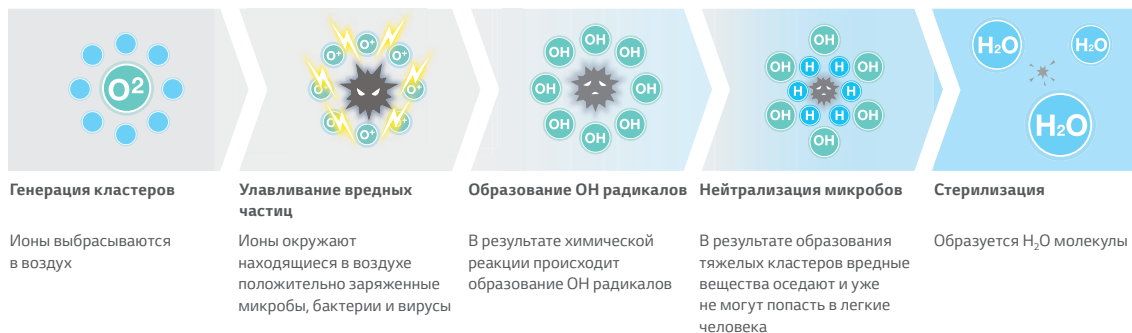 O²
O⁺ O⁺ O⁺
O⁺ O⁺
O⁺ O⁺ O⁺
OH OH OH
OH OH
OH OH OH
OH
OH H H OH
H H
OH H H OH
OH
H₂O H₂O
H₂O
Генерация кластеров
Ионы выбрасываются
в воздух
Улавливание вредных
частиц
Ионы окружают
находящиеся в воздухе
положительно заряженные
микробы, бактерии и вирусы
Образование ОН радикалов
В результате химической
реакции происходит
образование ОН радикалов
Нейтрализация микробов
В результате образования
тяжелых кластеров вредные
вещества оседают и уже
не могут попасть в легкие
человека
Стерилизация
Образуется H₂O молекулы